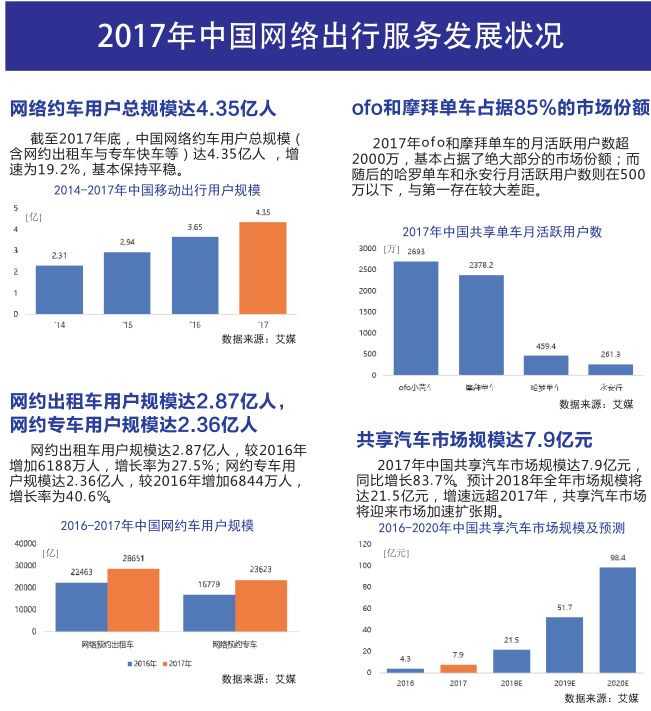 2017年中国网络出行服务发展状况
网络约车用户总规模达4.35亿人
截至2017年底，中国网络约车用户总规模（
含网约出租车与专车快车等）达4.35亿人 ，增
速为19.2%，基本保持平稳。
2014-2017年中国移动出行用户规模
[亿]
5
4
3
2
1
0
2.31
2.94
3.65
4.35
'14
'15
'16
'17
数据来源：艾媒
网约出租车用户规模达2.87亿人，
网约专车用户规模达2.36亿人
网约出租车用户规模达2.87亿人，较2016年
增加6188万人，增长率为27.5%；网约专车用
户规模达2.36亿人，较2016年增加6844万人，
增长率为40.6%。
2016-2017年中国网约车用户规模
[亿]
40000
30000
20000
10000
0
22463
28651
16779
23623
网络预约出租车
网络预约专车
2016年
2017年
数据来源：艾媒
ofo和摩拜单车占据85%的市场份额
2017年ofo和摩拜单车的月活跃用户数超
2000万，基本占据了绝大部分的市场份额；而
随后的哈罗单车和永安行月活跃用户数则在500
万以下，与第一存在较大差距。
2017年中国共享单车月活跃用户数
[万]
3000
2500
2000
1500
1000
500
0
2693
2378.2
459.4
261.3
ofo小黄车
摩拜单车
哈罗单车
永安行
数据来源：艾媒
共享汽车市场规模达7.9亿元
2017年中国共享汽车市场规模达7.9亿元，
同比增长83.7%。预计2018年全年市场规模将
达21.5亿元，增速远超2017年，共享汽车市场
将迎来市场加速扩张期。
2016-2020年中国共享汽车市场规模及预测
[亿元]
120
100
80
60
40
20
0
4.3
7.9
21.5
51.7
98.4
2016
2017
2018E
2019E
2020E
数据来源：艾媒